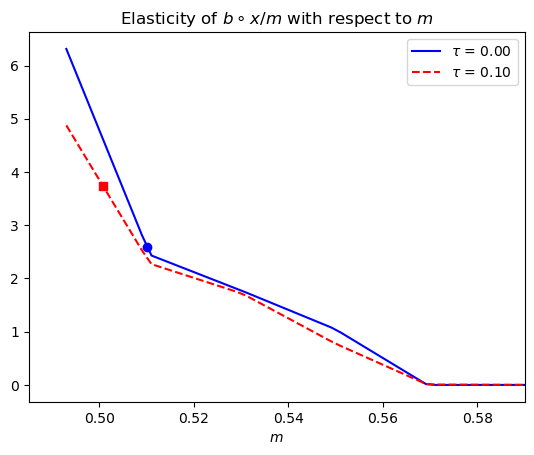 Elasticity of b ∘ x/m with respect to m
τ = 0.00
τ = 0.10
6
5
4
3
2
1
0
0.50 0.52 0.54 0.56 0.58
m